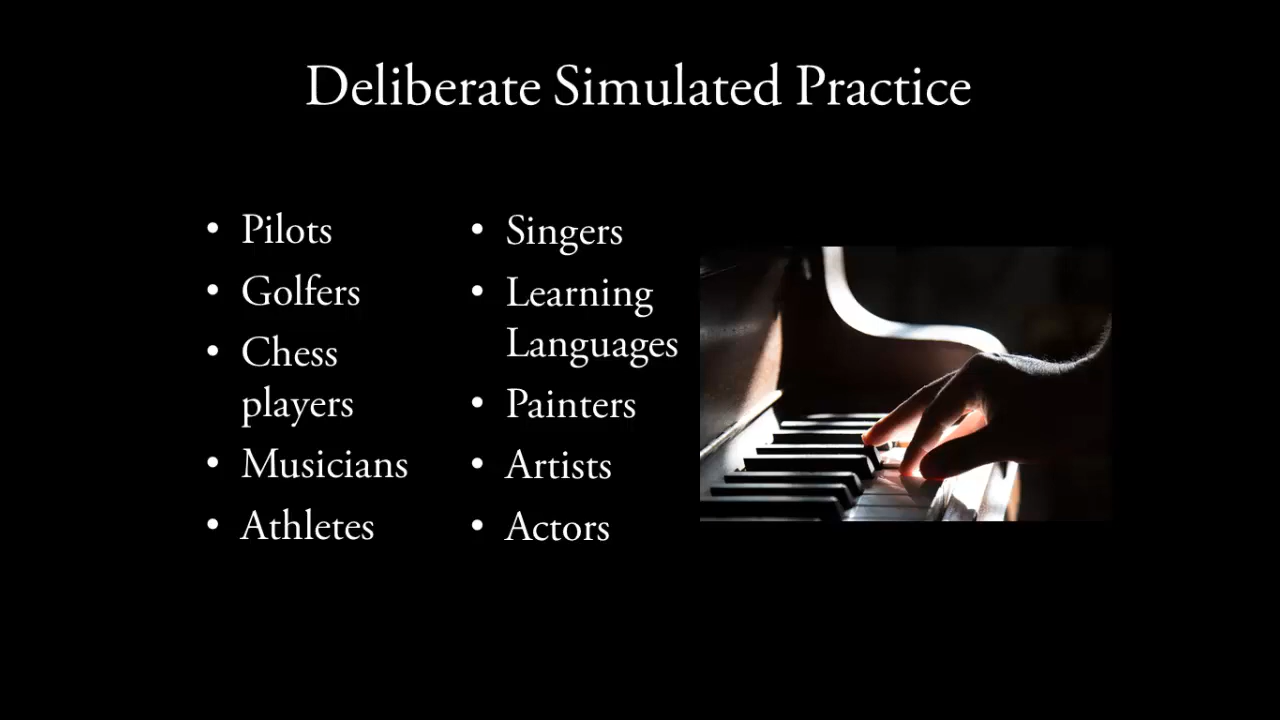 Deliberate Simulated Practice
• Pilots
• Golfers
• Chess
players
• Musicians
• Athletes
• Singers
• Learning
Languages
• Painters
• Artists
• Actors